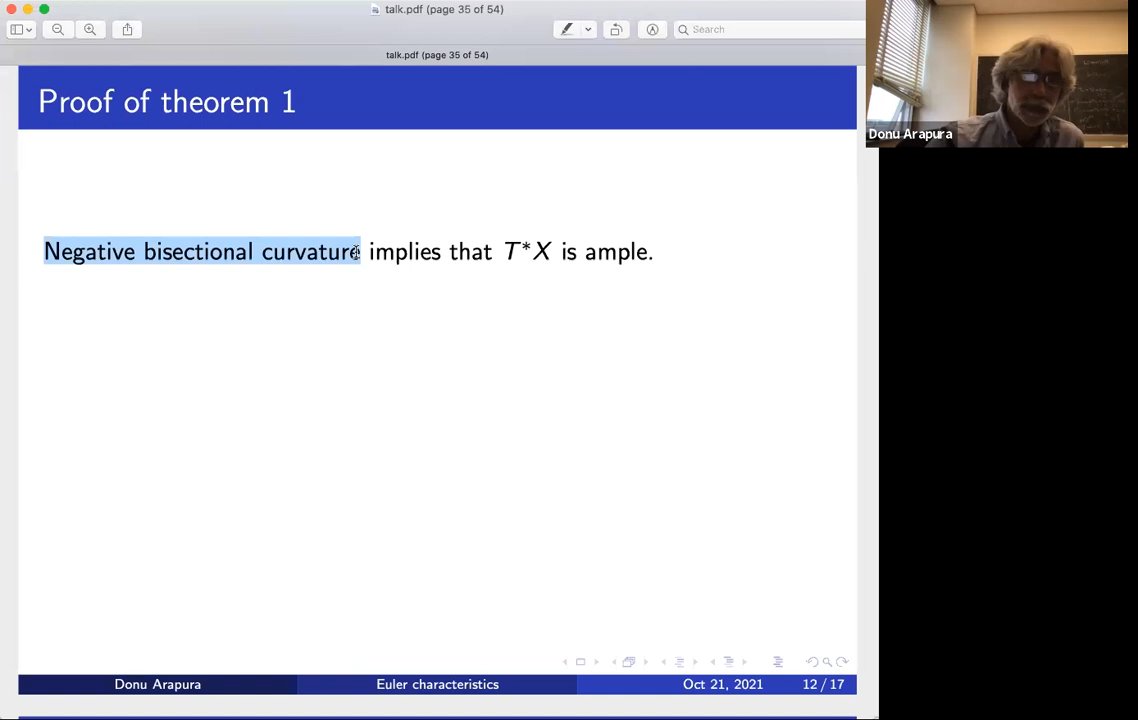 talk.pdf (page 35 of 54)
Search
talk.pdf (page 35 of 54)
Proof of theorem 1
Donu Arapura
Negative bisectional curvature implies that T*X is ample.
Donu Arapura Euler characteristics Oct 21, 2021 12 / 17